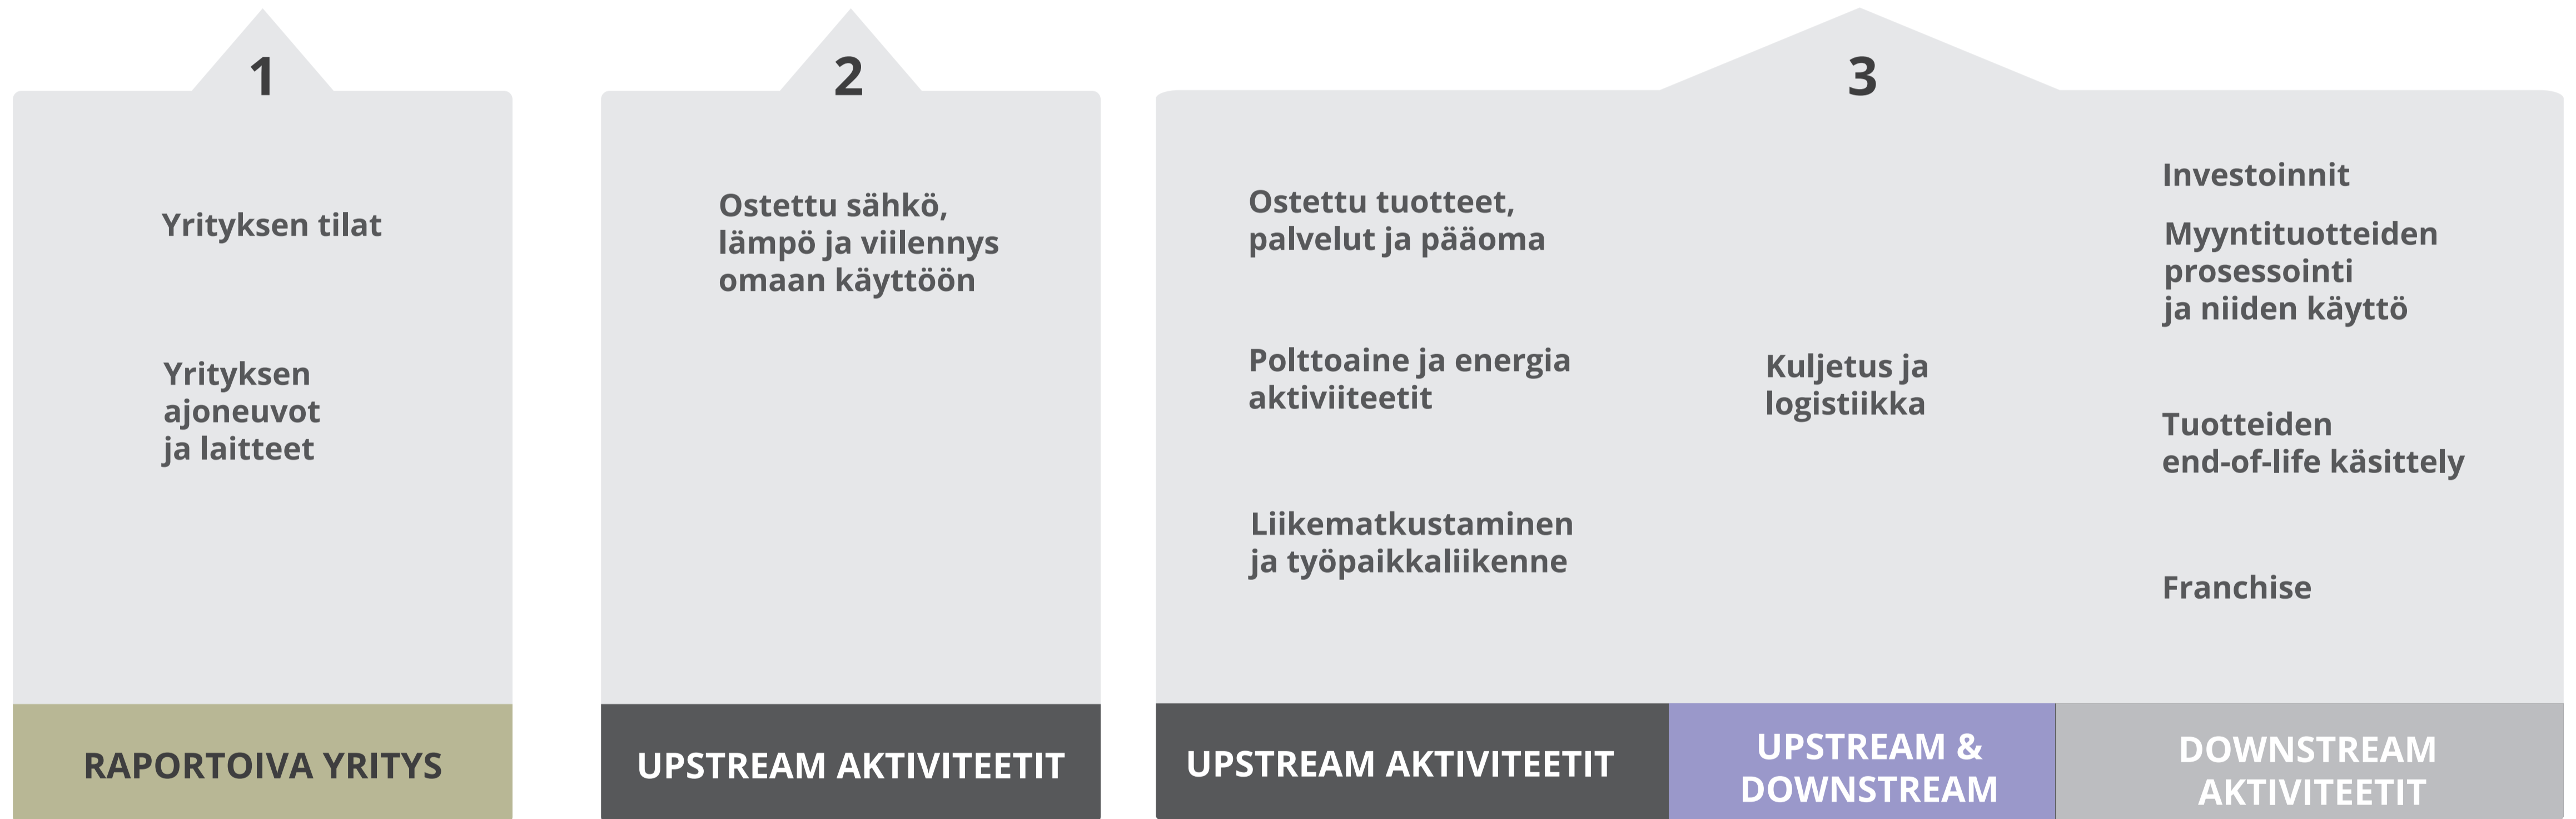 1
Yrityksen tilat
Yrityksen
ajoneuvot
ja laitteet
RAPORTOIVA YRITYS
2
Ostettu sähkö,
lämpö ja viilennys
omaan käyttöön
UPSTREAM AKTIVITEETIT
3
Ostettu tuotteet,
palvelut ja pääoma
Polttoaine ja energia
aktiviiteetit
Liikematkustaminen
ja työpaikkaliikenne
UPSTREAM AKTIVITEETIT
Kuljetus ja
logistiikka
UPSTREAM &
DOWNSTREAM
Investoinnit
Myyntituotteiden
prosessointi
ja niiden käyttö
Tuotteiden
end-of-life käsittely
Franchise
DOWNSTREAM
AKTIVITEETIT